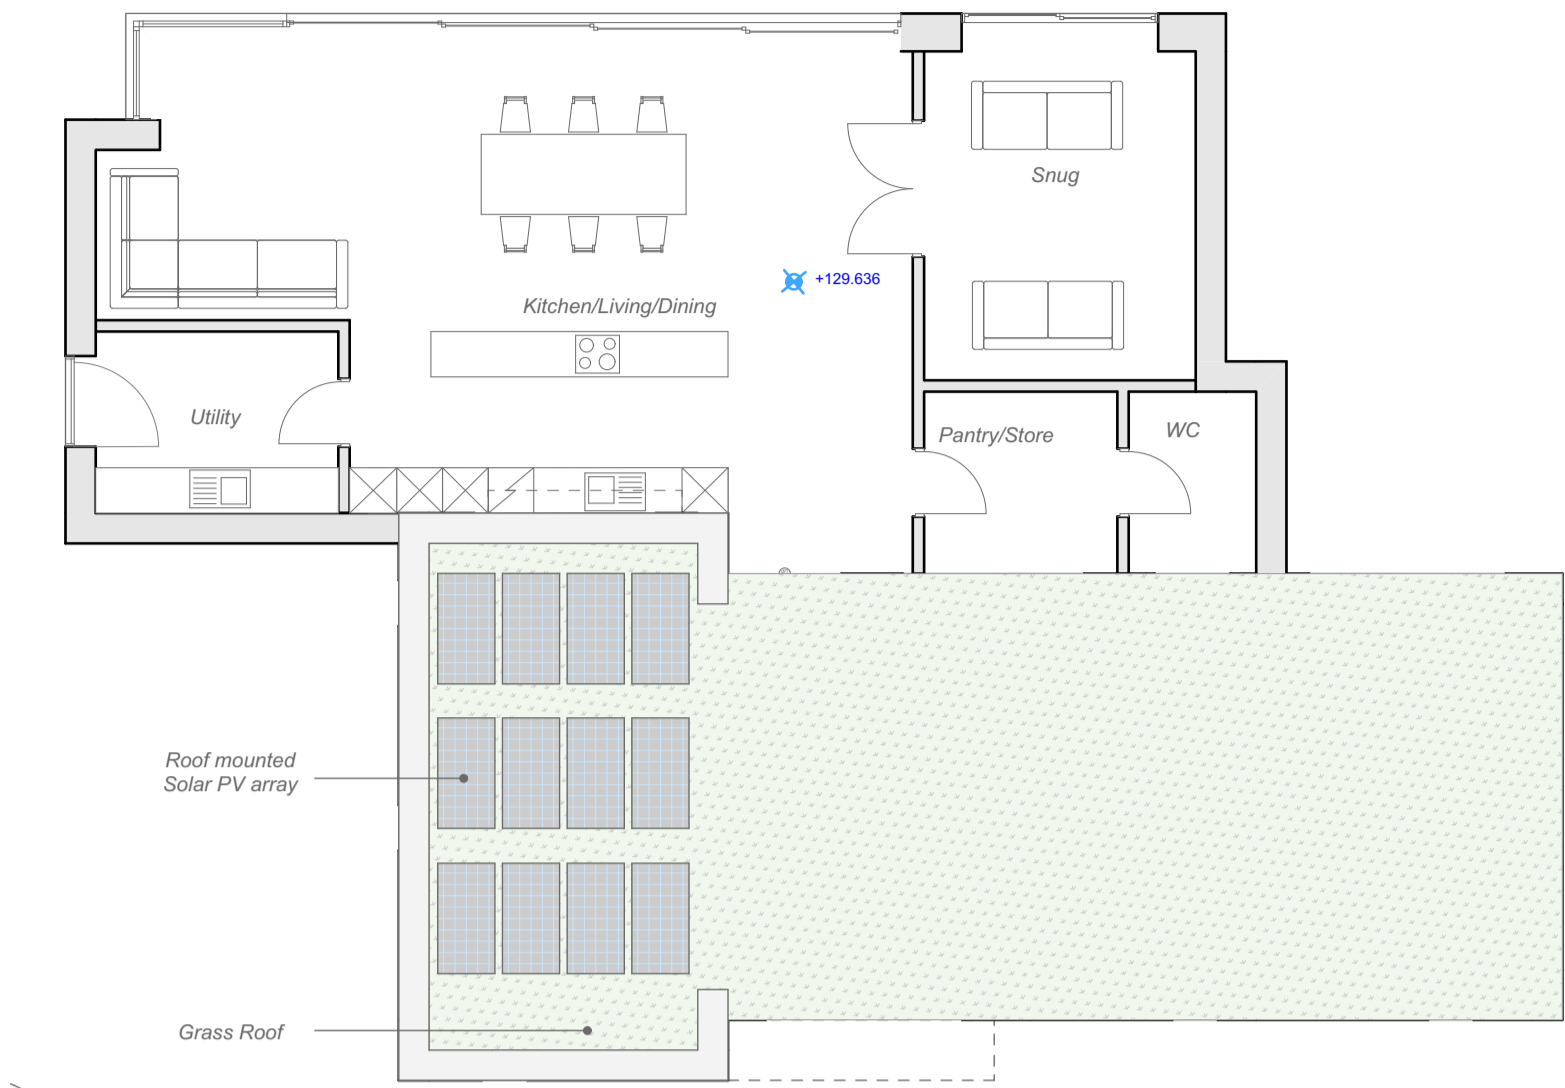 Snug
+129.636
Kitchen/Living/Dining
Utility
Pantry/Store
WC
Roof mounted
Solar PV array
Grass Roof